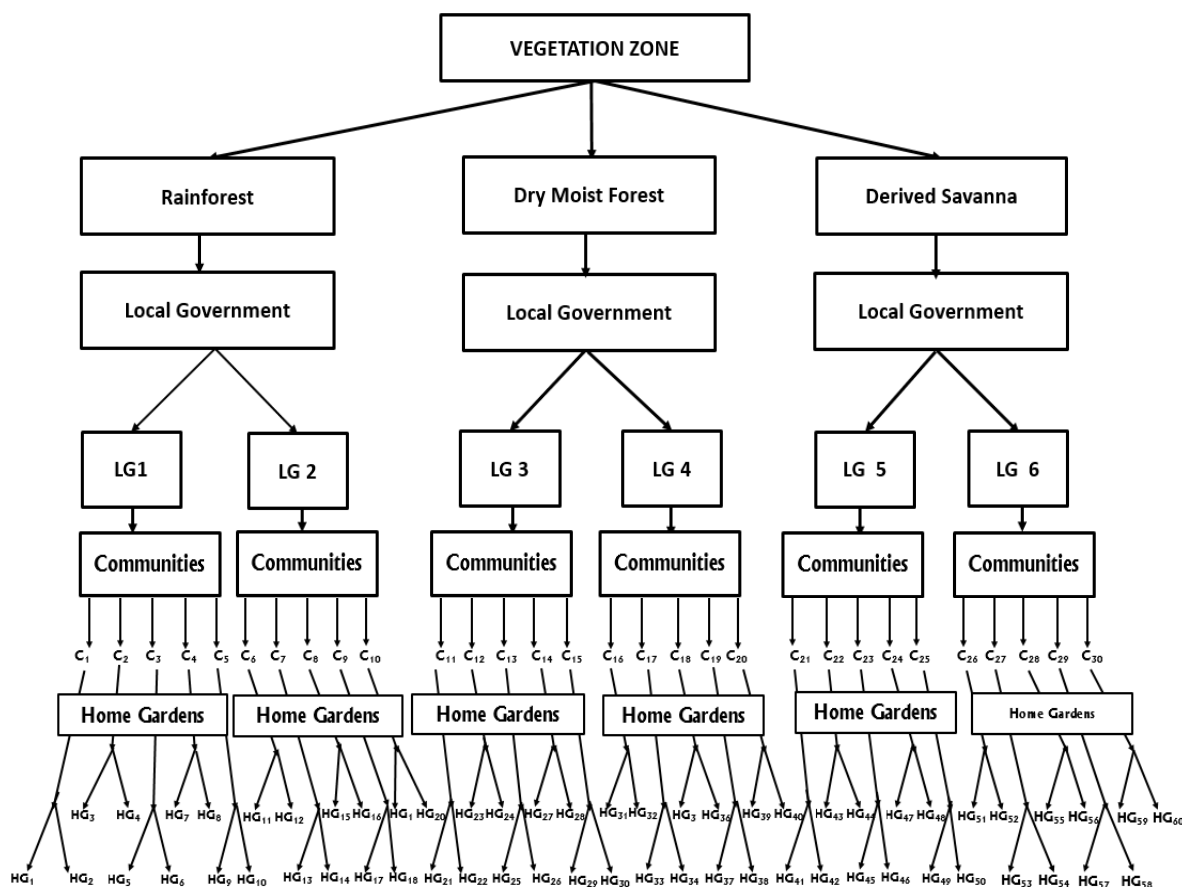 VEGETATION ZONE
Rainforest Dry Moist Forest Derived Savanna
Local Government Local Government Local Government
LG1 LG 2 LG 3 LG 4 LG 5 LG 6
Communities Communities Communities Communities Communities Communities
C₁ C₂ C₃ C₄ C₅ C₆ C₇ C₈ C₉ C₁₀ C₁₁ C₁₂ C₁₃ C₁₄ C₁₅ C₁₆ C₁₇ C₁₈ C₁₉ C₂₀ C₂₁ C₂₂ C₂₃ C₂₄ C₂₅ C₂₆ C₂₇ C₂₈ C₂₉ C₃₀
Home Gardens Home Gardens Home Gardens Home Gardens Home Gardens Home Gardens
HG₃ HG₄ HG₇ HG₈ HG₁₁ HG₁₂ HG₁₅ HG₁₆ HG₁ HG₂₀ HG₂₃ HG₂₄ HG₂₇ HG₂₈ HG₃₁ HG₃₂ HG₃ HG₃₆ HG₃₉ HG₄₀ HG₄₃ HG₄₄ HG₄₇ HG₄₈ HG₅₁ HG₅₂ HG₅₅ HG₅₆ HG₅₉ HG₆₀
HG₁ HG₂ HG₅ HG₆ HG₉ HG₁₀ HG₁₃ HG₁₄ HG₁₇ HG₁₈ HG₂₁ HG₂₂ HG₂₅ HG₂₆ HG₂₉ HG₃₀ HG₃₃ HG₃₄ HG₃₇ HG₃₈ HG₄₁ HG₄₂ HG₄₅ HG₄₆ HG₄₉ HG₅₀ HG₅₃ HG₅₄ HG₅₇ HG₅₈